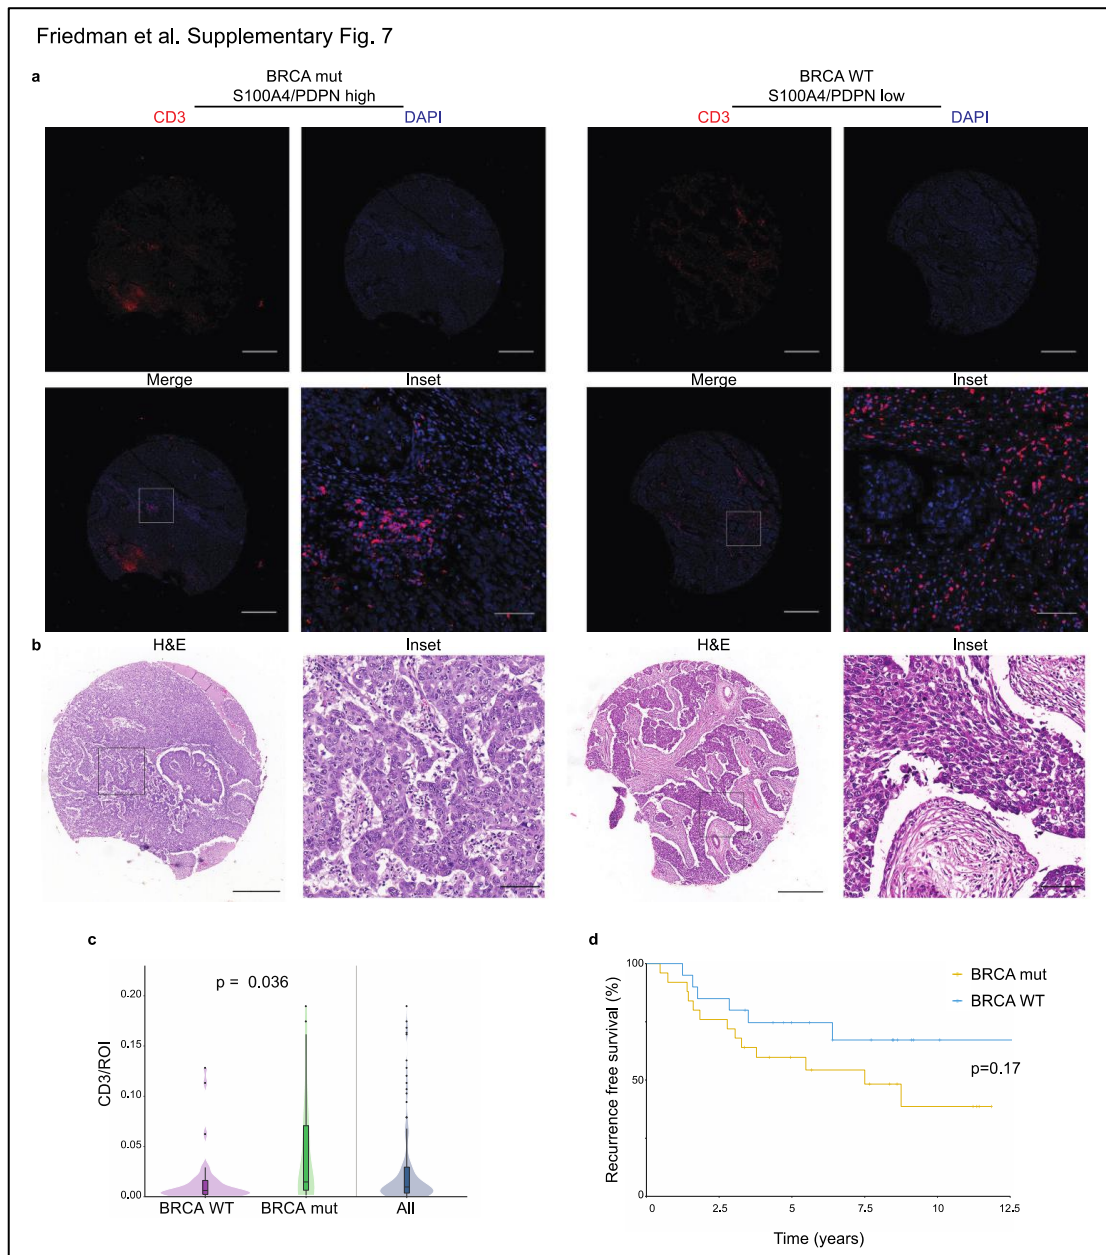 Friedman et al. Supplementary Fig. 7
a
BRCA mut
S100A4/PDPN high
BRCA WT
S100A4/PDPN low
CD3
DAPI
CD3
DAPI
Merge
Inset
Merge
Inset
b
H&E
Inset
H&E
Inset
c
p = 0.036
CD3/ROI
0.20
0.15
0.10
0.05
0.00
BRCA WT
BRCA mut
All
d
Recurrence free survival (%)
100
50
0
BRCA mut
BRCA WT
p=0.17
0
2.5
5
7.5
10
12.5
Time (years)